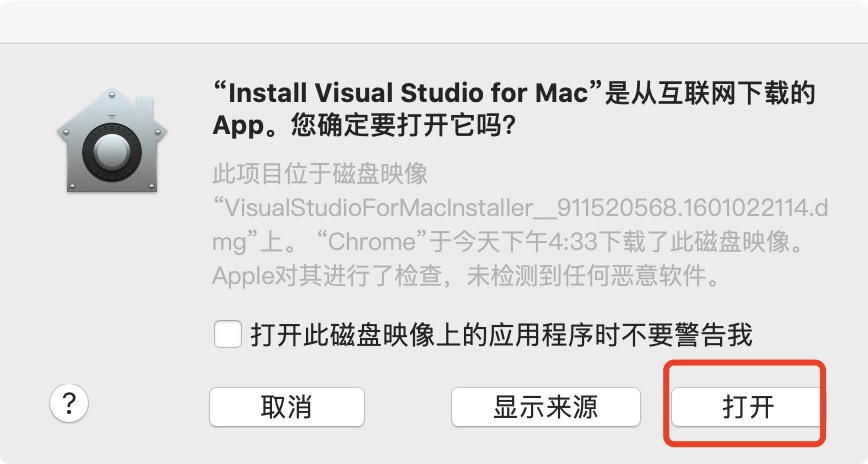 “Install Visual Studio for Mac”是从互联网下载的
App。您确定要打开它吗？
此项目位于磁盘映像
“VisualStudioForMacInstaller__911520568.1601022114.d
mg”上。 “Chrome”于今天下午4:33下载了此磁盘映像。
Apple对其进行了检查，未检测到任何恶意软件。
打开此磁盘映像上的应用程序时不要警告我
? 取消 显示来源 打开